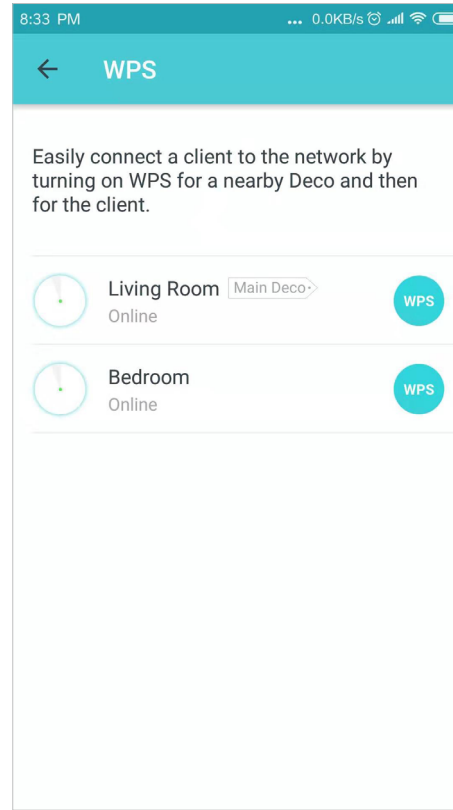 8:33 PM ... 0.0KB/s
WPS
Easily connect a client to the network by
turning on WPS for a nearby Deco and then
for the client.
Living Room Main Deco WPS
Online
Bedroom WPS
Online